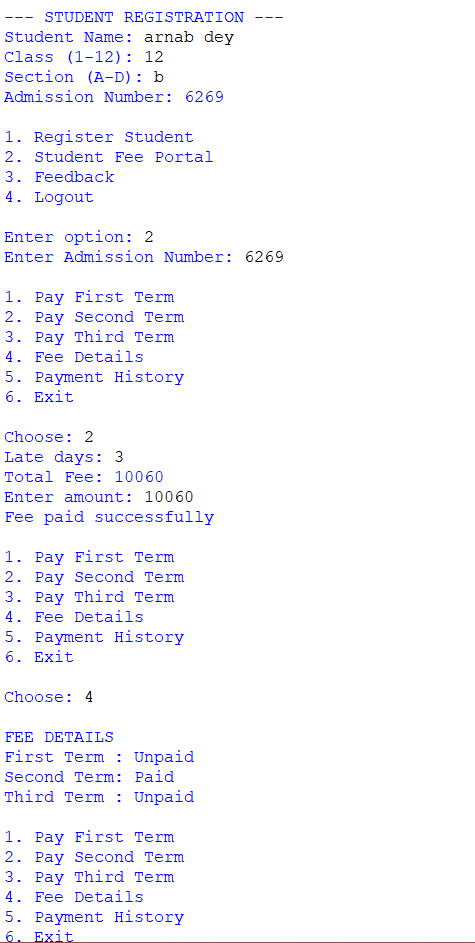 --- STUDENT REGISTRATION ---
Student Name: arnab dey
Class (1-12): 12
Section (A-D): b
Admission Number: 6269

1. Register Student
2. Student Fee Portal
3. Feedback
4. Logout

Enter option: 2
Enter Admission Number: 6269

1. Pay First Term
2. Pay Second Term
3. Pay Third Term
4. Fee Details
5. Payment History
6. Exit

Choose: 2
Late days: 3
Total Fee: 10060
Enter amount: 10060
Fee paid successfully

1. Pay First Term
2. Pay Second Term
3. Pay Third Term
4. Fee Details
5. Payment History
6. Exit

Choose: 4

FEE DETAILS
First Term : Unpaid
Second Term: Paid
Third Term : Unpaid

1. Pay First Term
2. Pay Second Term
3. Pay Third Term
4. Fee Details
5. Payment History
6. Exit